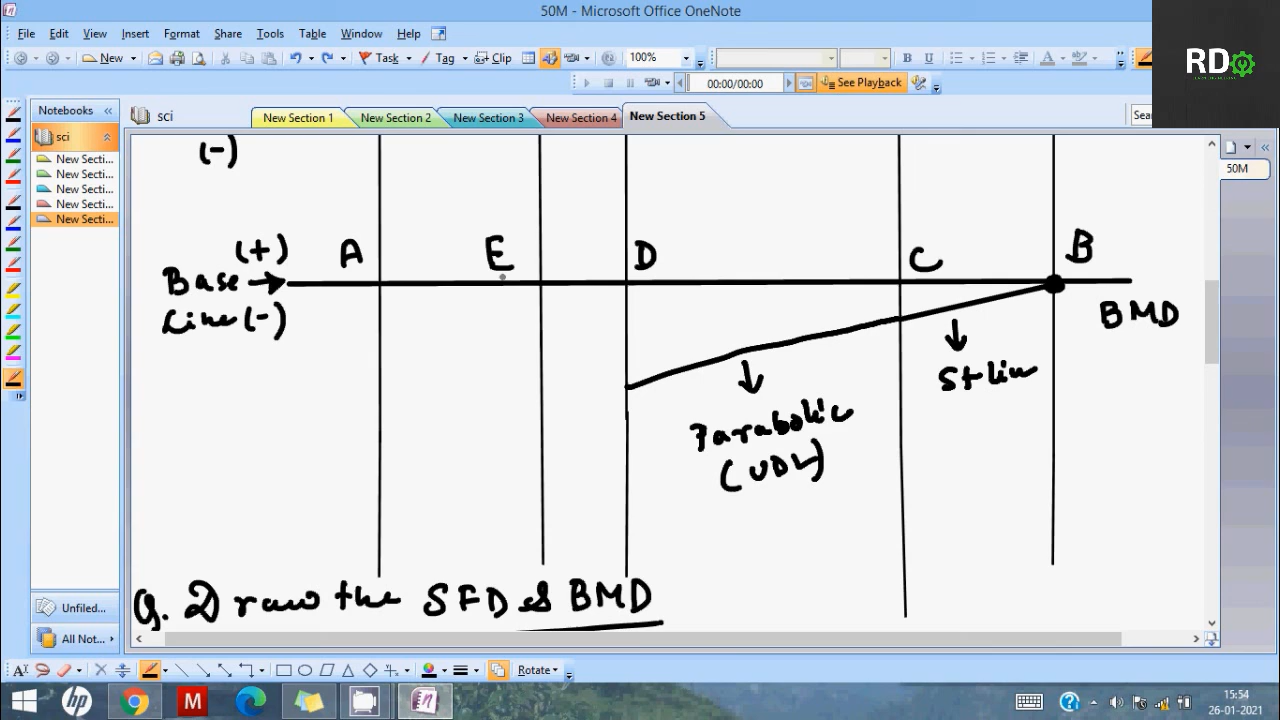 50M - Microsoft Office OneNote
RD
File Edit View Insert Format Share Tools Table Window Help
New Task Tag Clip 100% B I U
00:00/00:00 See Playback
Notebooks « sci New Section 1 New Section 2 New Section 3 New Section 4 New Section 5 Sea
sci
New Secti...
New Secti...
New Secti...
New Secti...
New Secti...
50M
(-)
(+) A E D C B
Base
Line (-)
BMD
St line
Parabolic
(UDL)
Q. Draw the SFD & BMD
Unfiled...
All Not...
Rotate
15:54
26-01-2021